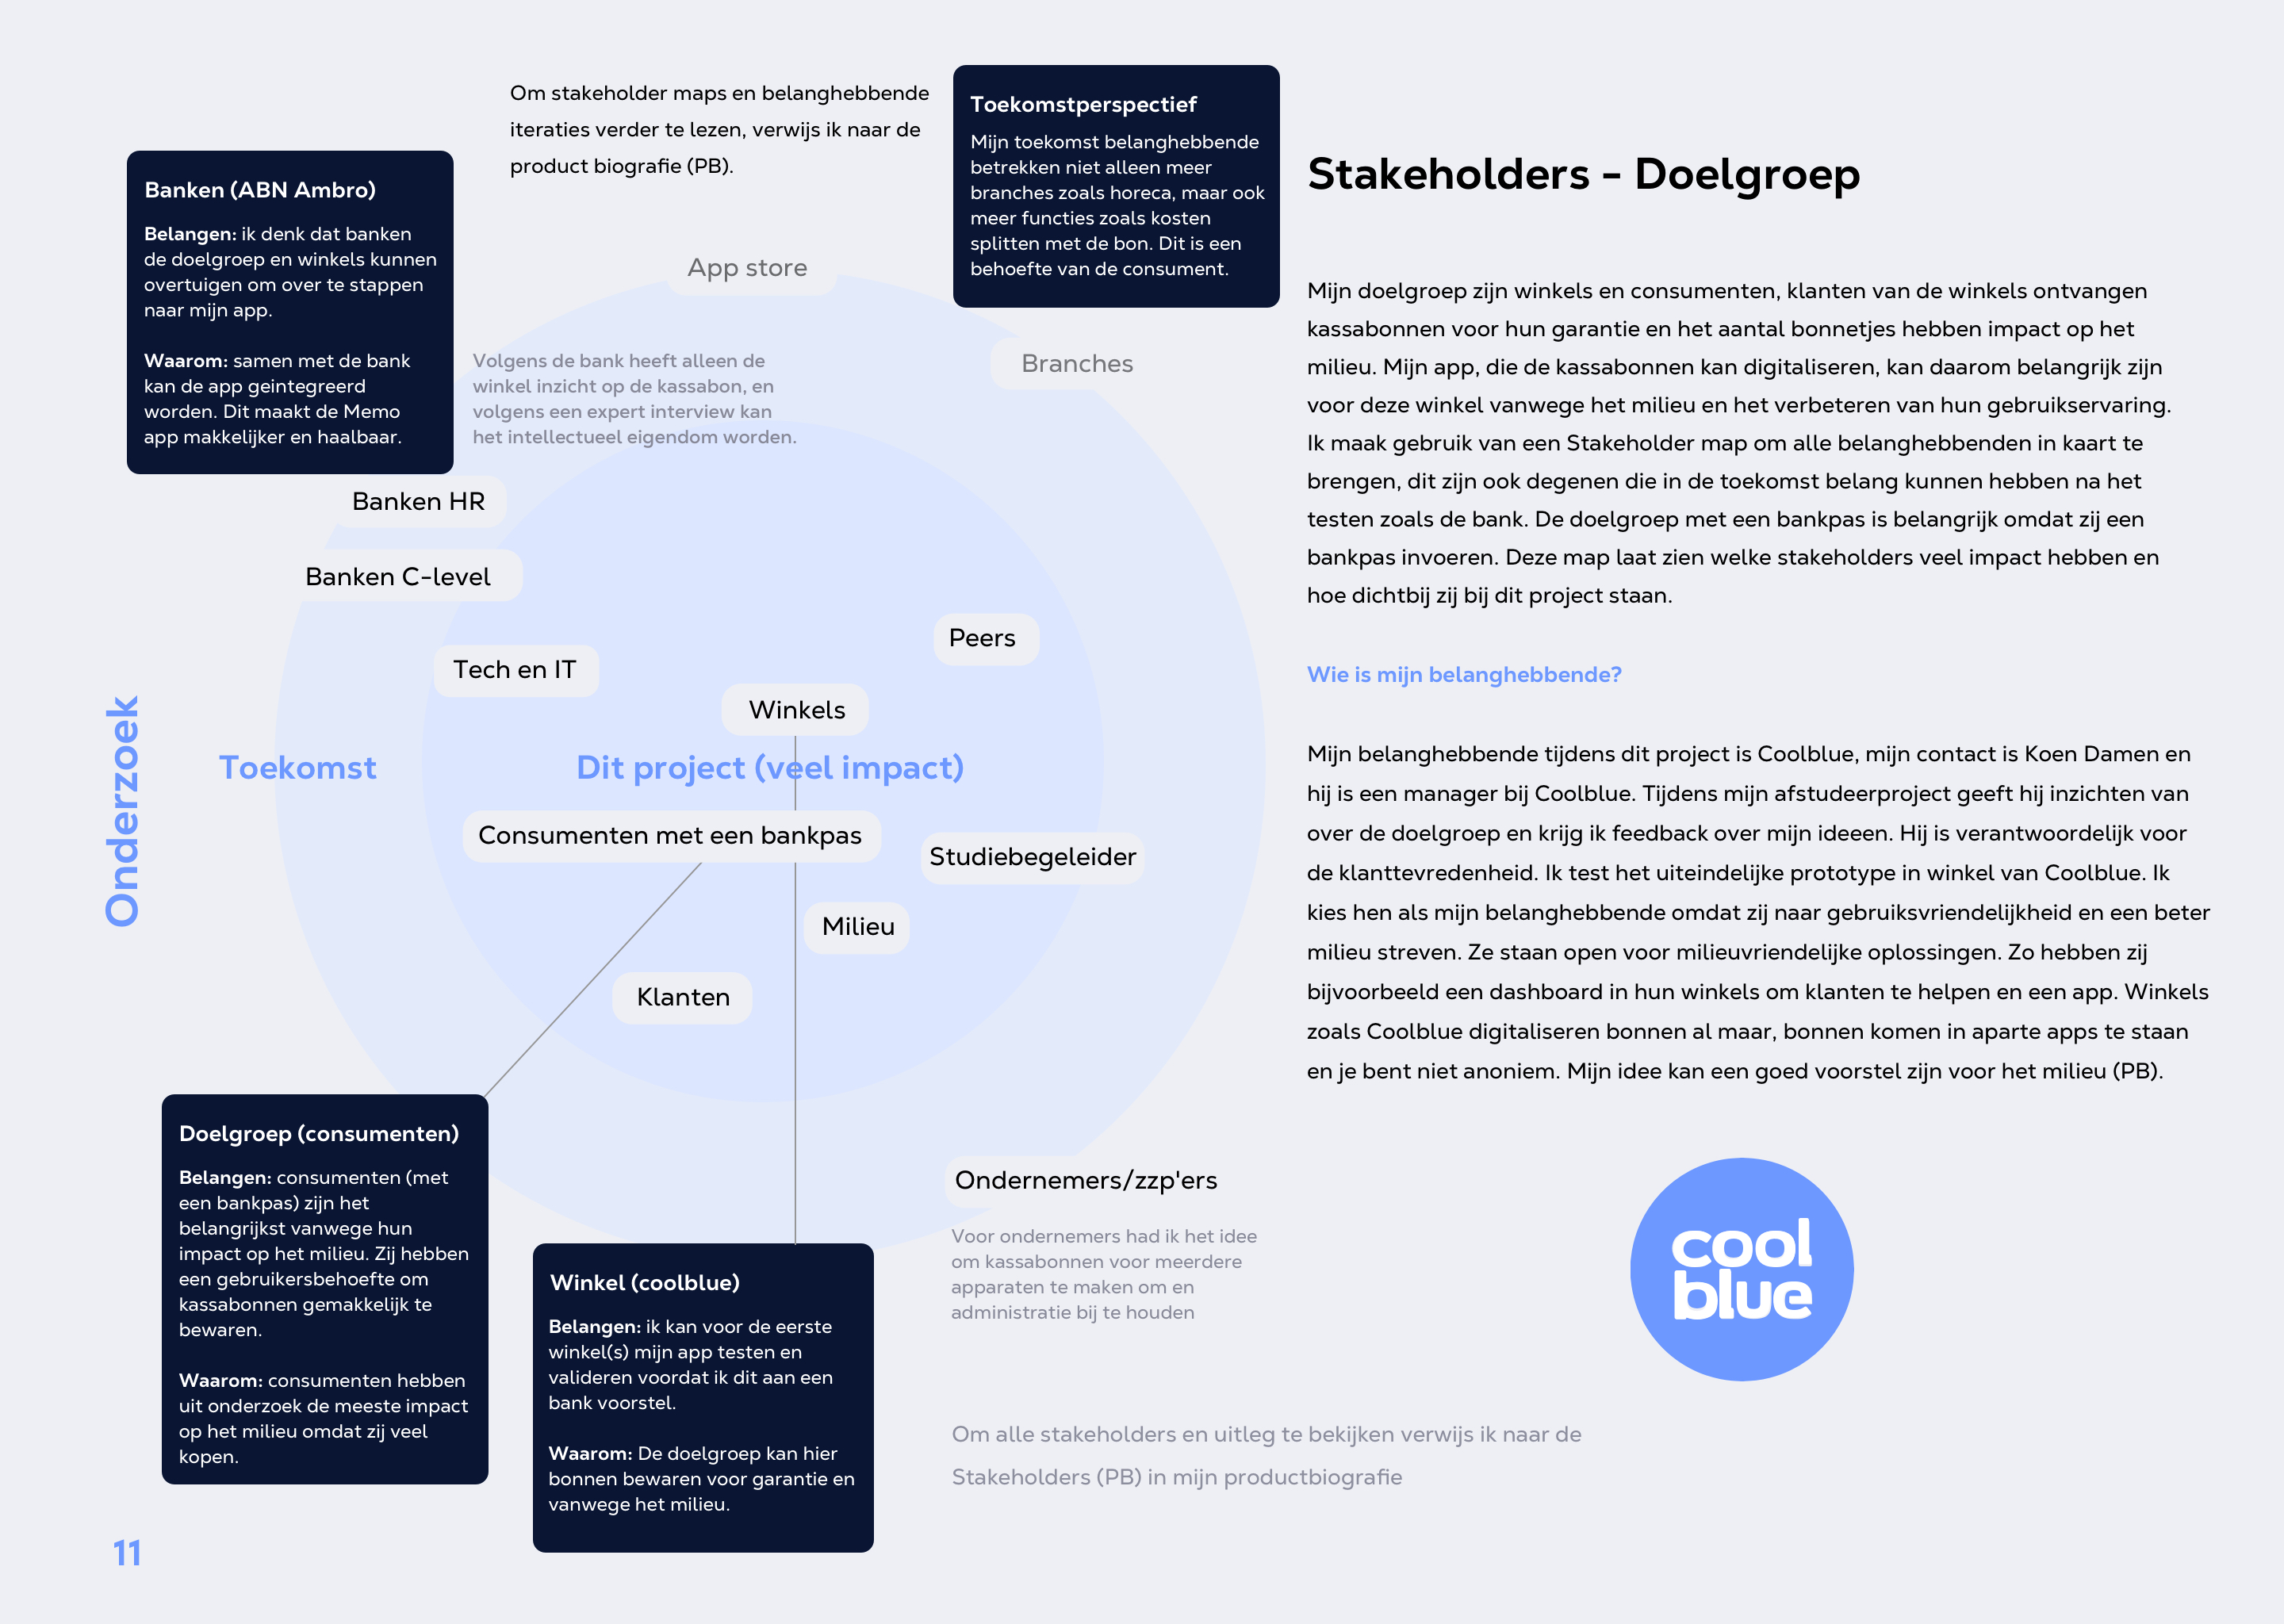 Om stakeholder maps en belanghebbende
iteraties verder te lezen, verwijs ik naar de
product biografie (PB).
Toekomstperspectief
Mijn toekomst belanghebbende
betrekken niet alleen meer
branches zoals horeca, maar ook
meer functies zoals kosten
splitten met de bon. Dit is een
behoefte van de consument.
Banken (ABN Ambro)
Belangen: ik denk dat banken
de doelgroep en winkels kunnen
overtuigen om over te stappen
naar mijn app.
Waarom: samen met de bank
kan de app geintegreerd
worden. Dit maakt de Memo
app makkelijker en haalbaar.
App store
Branches
Volgens de bank heeft alleen de
winkel inzicht op de kassabon, en
volgens een expert interview kan
het intellectueel eigendom worden.
Banken HR
Banken C-level
Tech en IT
Peers
Winkels
Onderzoek
Toekomst
Dit project (veel impact)
Consumenten met een bankpas
Studiebegeleider
Milieu
Klanten
Doelgroep (consumenten)
Belangen: consumenten (met
een bankpas) zijn het
belangrijkst vanwege hun
impact op het milieu. Zij hebben
een gebruikersbehoefte om
kassabonnen gemakkelijk te
bewaren.
Waarom: consumenten hebben
uit onderzoek de meeste impact
op het milieu omdat zij veel
kopen.
Winkel (coolblue)
Belangen: ik kan voor de eerste
winkel(s) mijn app testen en
valideren voordat ik dit aan een
bank voorstel.
Waarom: De doelgroep kan hier
bonnen bewaren voor garantie en
vanwege het milieu.
Ondernemers/zzp'ers
Voor ondernemers had ik het idee
om kassabonnen voor meerdere
apparaten te maken om en
administratie bij te houden
Om alle stakeholders en uitleg te bekijken verwijs ik naar de
Stakeholders (PB) in mijn productbiografie
Stakeholders - Doelgroep
Mijn doelgroep zijn winkels en consumenten, klanten van de winkels ontvangen
kassabonnen voor hun garantie en het aantal bonnetjes hebben impact op het
milieu. Mijn app, die de kassabonnen kan digitaliseren, kan daarom belangrijk zijn
voor deze winkel vanwege het milieu en het verbeteren van hun gebruikservaring.
Ik maak gebruik van een Stakeholder map om alle belanghebbenden in kaart te
brengen, dit zijn ook degenen die in de toekomst belang kunnen hebben na het
testen zoals de bank. De doelgroep met een bankpas is belangrijk omdat zij een
bankpas invoeren. Deze map laat zien welke stakeholders veel impact hebben en
hoe dichtbij zij bij dit project staan.
Wie is mijn belanghebbende?
Mijn belanghebbende tijdens dit project is Coolblue, mijn contact is Koen Damen en
hij is een manager bij Coolblue. Tijdens mijn afstudeerproject geeft hij inzichten van
over de doelgroep en krijg ik feedback over mijn ideeen. Hij is verantwoordelijk voor
de klanttevredenheid. Ik test het uiteindelijke prototype in winkel van Coolblue. Ik
kies hen als mijn belanghebbende omdat zij naar gebruiksvriendelijkheid en een beter
milieu streven. Ze staan open voor milieuvriendelijke oplossingen. Zo hebben zij
bijvoorbeeld een dashboard in hun winkels om klanten te helpen en een app. Winkels
zoals Coolblue digitaliseren bonnen al maar, bonnen komen in aparte apps te staan
en je bent niet anoniem. Mijn idee kan een goed voorstel zijn voor het milieu (PB).
cool
blue
11